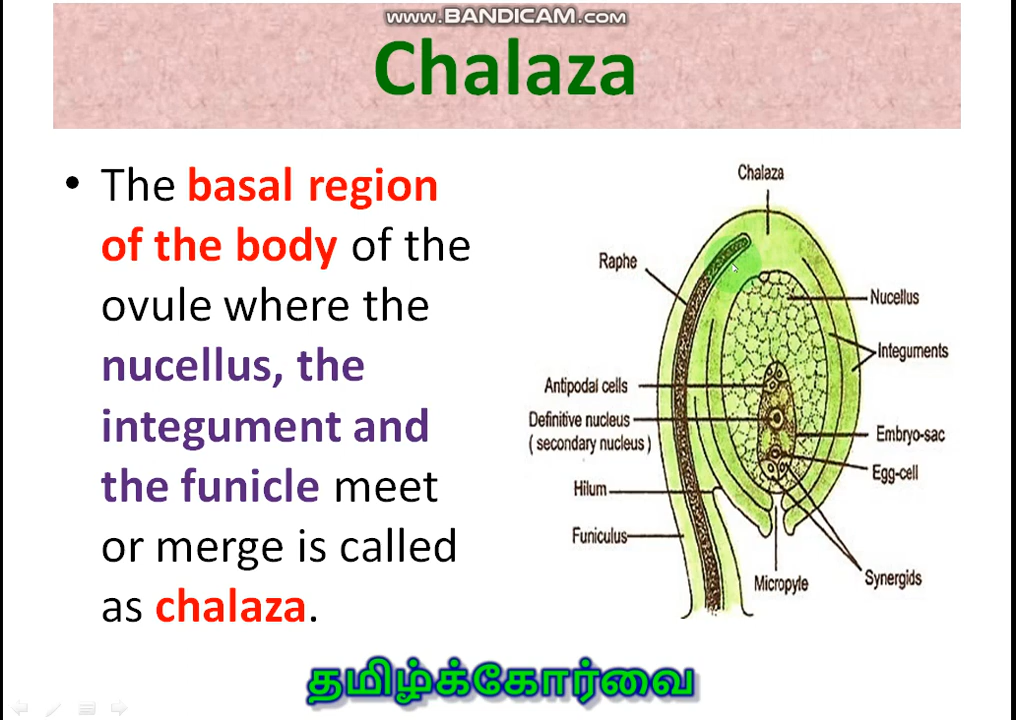 www.BANDICAM.com
Chalaza
• The basal region
of the body of the
ovule where the
nucellus, the
integument and
the funicle meet
or merge is called
as chalaza.
Chalaza
Raphe
Nucellus
Integuments
Antipodal cells
Definitive nucleus
( secondary nucleus )
Embryo-sac
Egg-cell
Hilum
Funiculus
Micropyle
Synergids
தமிழ்க்கோர்வை